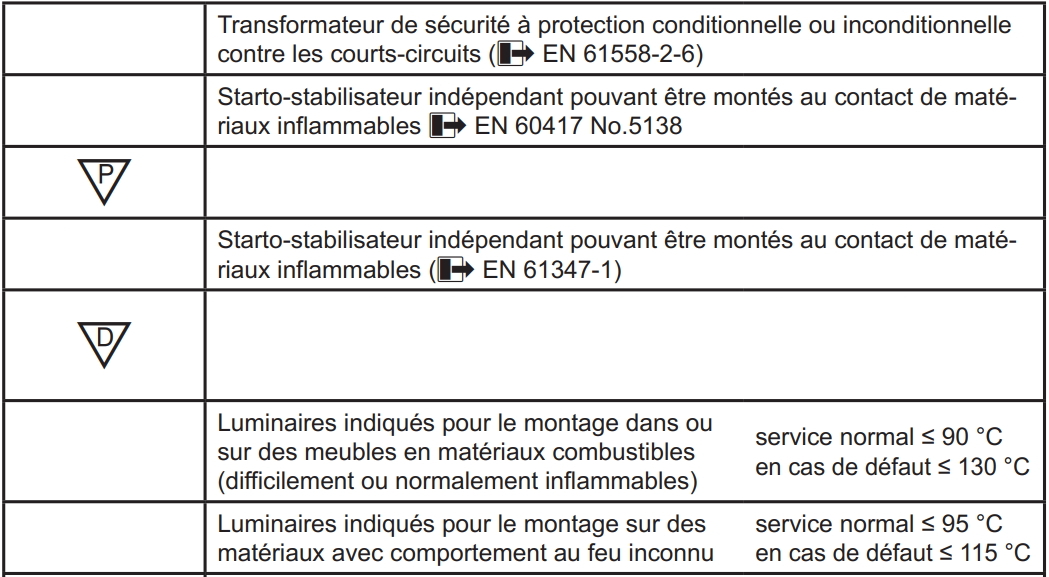 Transformateur de sécurité à protection conditionnelle ou inconditionnelle
contre les courts-circuits ( EN 61558-2-6)
Starto-stabilisateur indépendant pouvant être montés au contact de maté-
riaux inflammables EN 60417 No.5138
P
Starto-stabilisateur indépendant pouvant être montés au contact de maté-
riaux inflammables ( EN 61347-1)
D
Luminaires indiqués pour le montage dans ou
sur des meubles en matériaux combustibles
(difficilement ou normalement inflammables)
service normal ≤ 90 °C
en cas de défaut ≤ 130 °C
Luminaires indiqués pour le montage sur des
matériaux avec comportement au feu inconnu
service normal ≤ 95 °C
en cas de défaut ≤ 115 °C